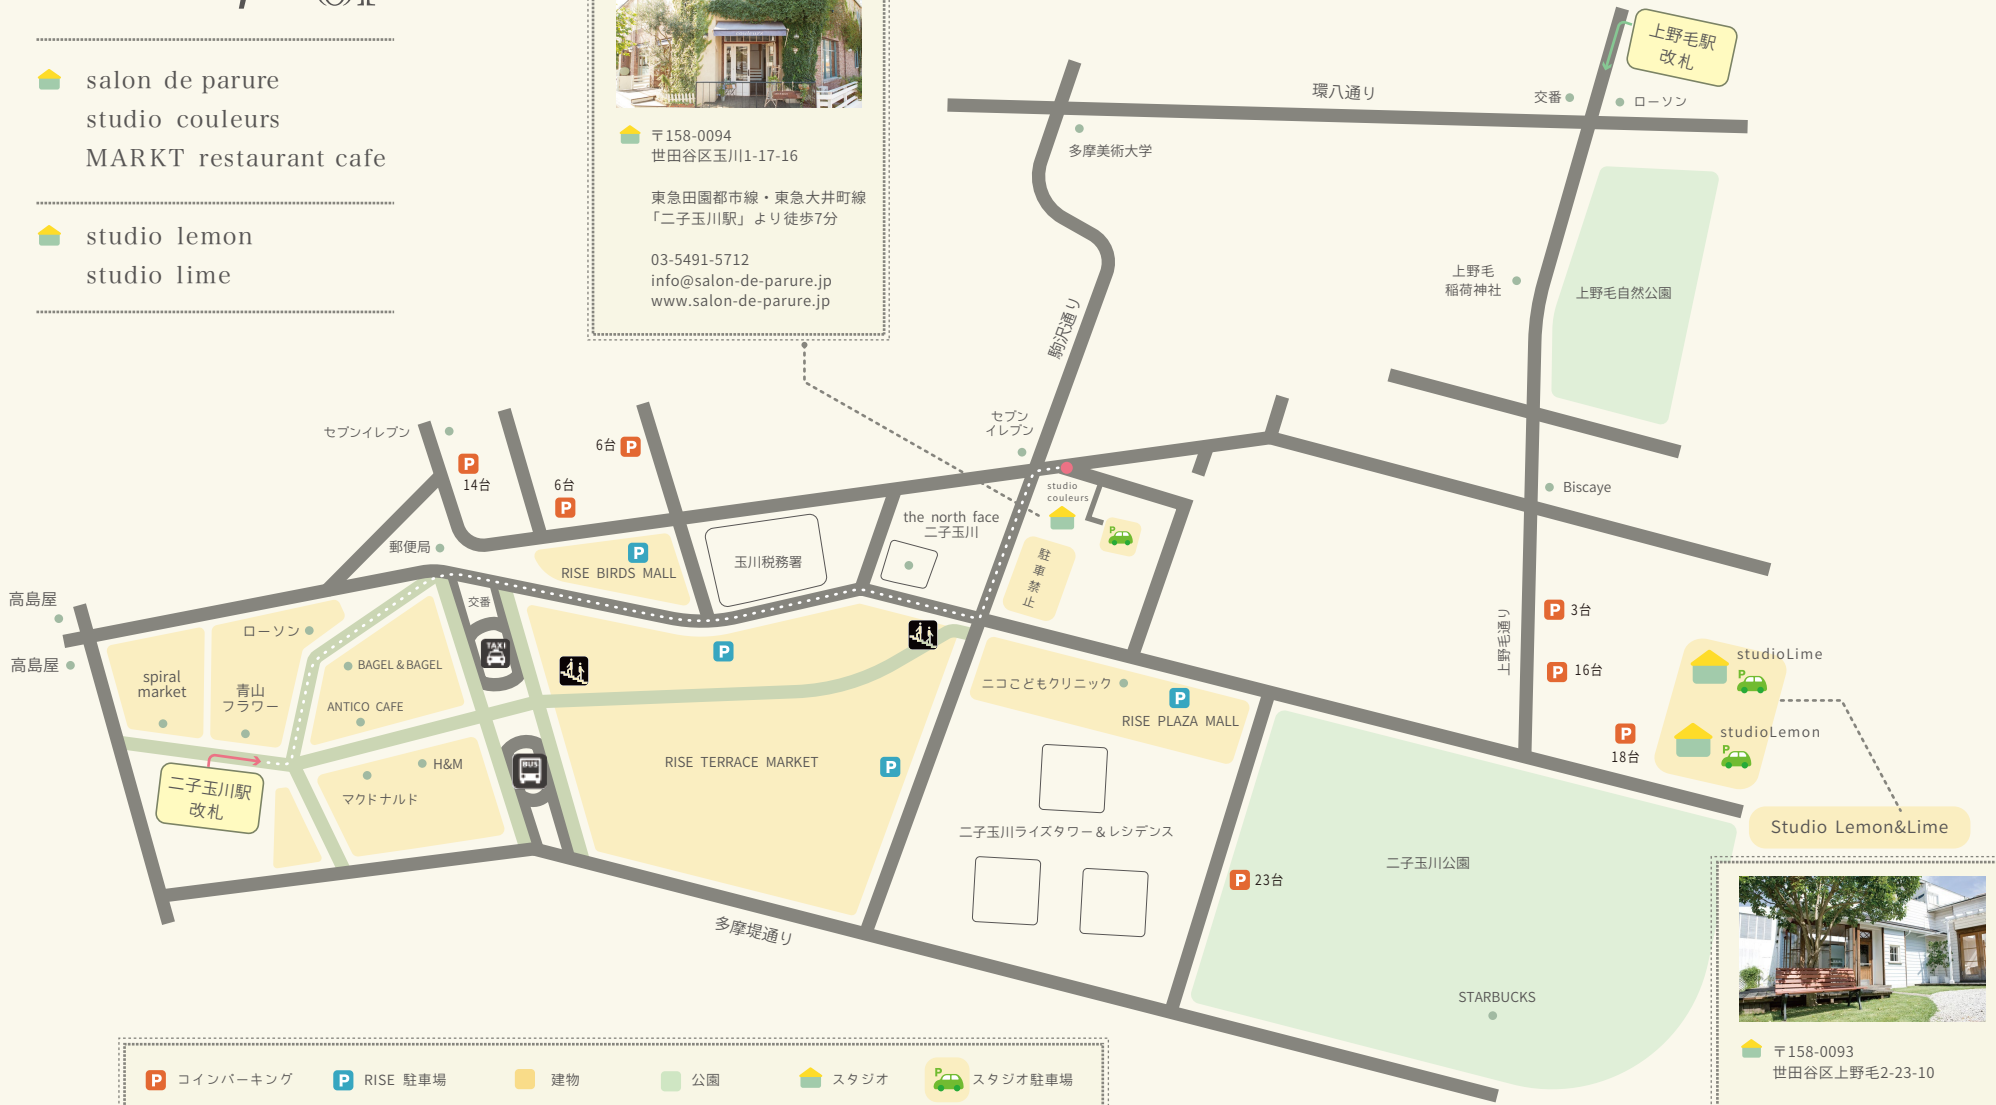 salon de parure
studio couleurs
MARKT restaurant cafe
studio lemon
studio lime
〒158-0094
世田谷区玉川1-17-16
東急田園都市線・東急大井町線
「二子玉川駅」より徒歩7分
03-5491-5712
info@salon-de-parure.jp
www.salon-de-parure.jp
上野毛駅
改札
環八通り
交番
ローソン
多摩美術大学
上野毛
稲荷神社
上野毛自然公園
駒沢通り
セブン
イレブン
セブンイレブン
P
14台
6台
P
6台
P
studio
couleurs
the north face
二子玉川
P
駐車禁止
Biscaye
郵便局
P
RISE BIRDS MALL
玉川税務署
高島屋
高島屋
交番
TAXI
ローソン
BAGEL & BAGEL
spiral
market
青山
フラワー
ANTICO CAFE
P
P
3台
上野毛通り
P
16台
studioLime
P
studioLemon
P
P
18台
ニコこどもクリニック
P
RISE PLAZA MALL
二子玉川駅
改札
H&M
マクドナルド
BUS
RISE TERRACE MARKET
P
二子玉川ライズタワー&レシデンス
Studio Lemon&Lime
P
23台
二子玉川公園
多摩堤通り
STARBUCKS
〒158-0093
世田谷区上野毛2-23-10
P
コインパーキング
P
RISE 駐車場
建物
公園
スタジオ
P
スタジオ駐車場